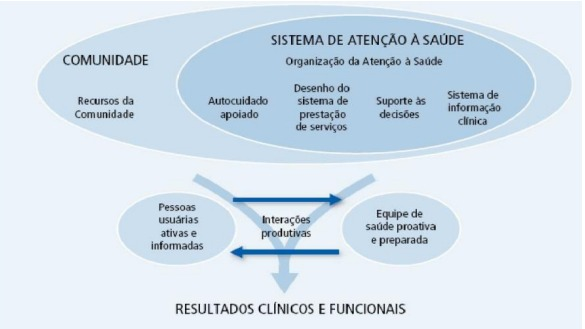 SISTEMA DE ATENÇÃO À SAÚDE
COMUNIDADE
Organização da Atenção à Saúde
Recursos da
Comunidade
Autocuidado
apoiado
Desenho do
sistema de
prestação
de serviços
Suporte às
decisões
Sistema de
informação
clínica
Pessoas
usuárias
ativas e
informadas
Interações
produtivas
Equipe de
saúde proativa
e preparada
RESULTADOS CLÍNICOS E FUNCIONAIS